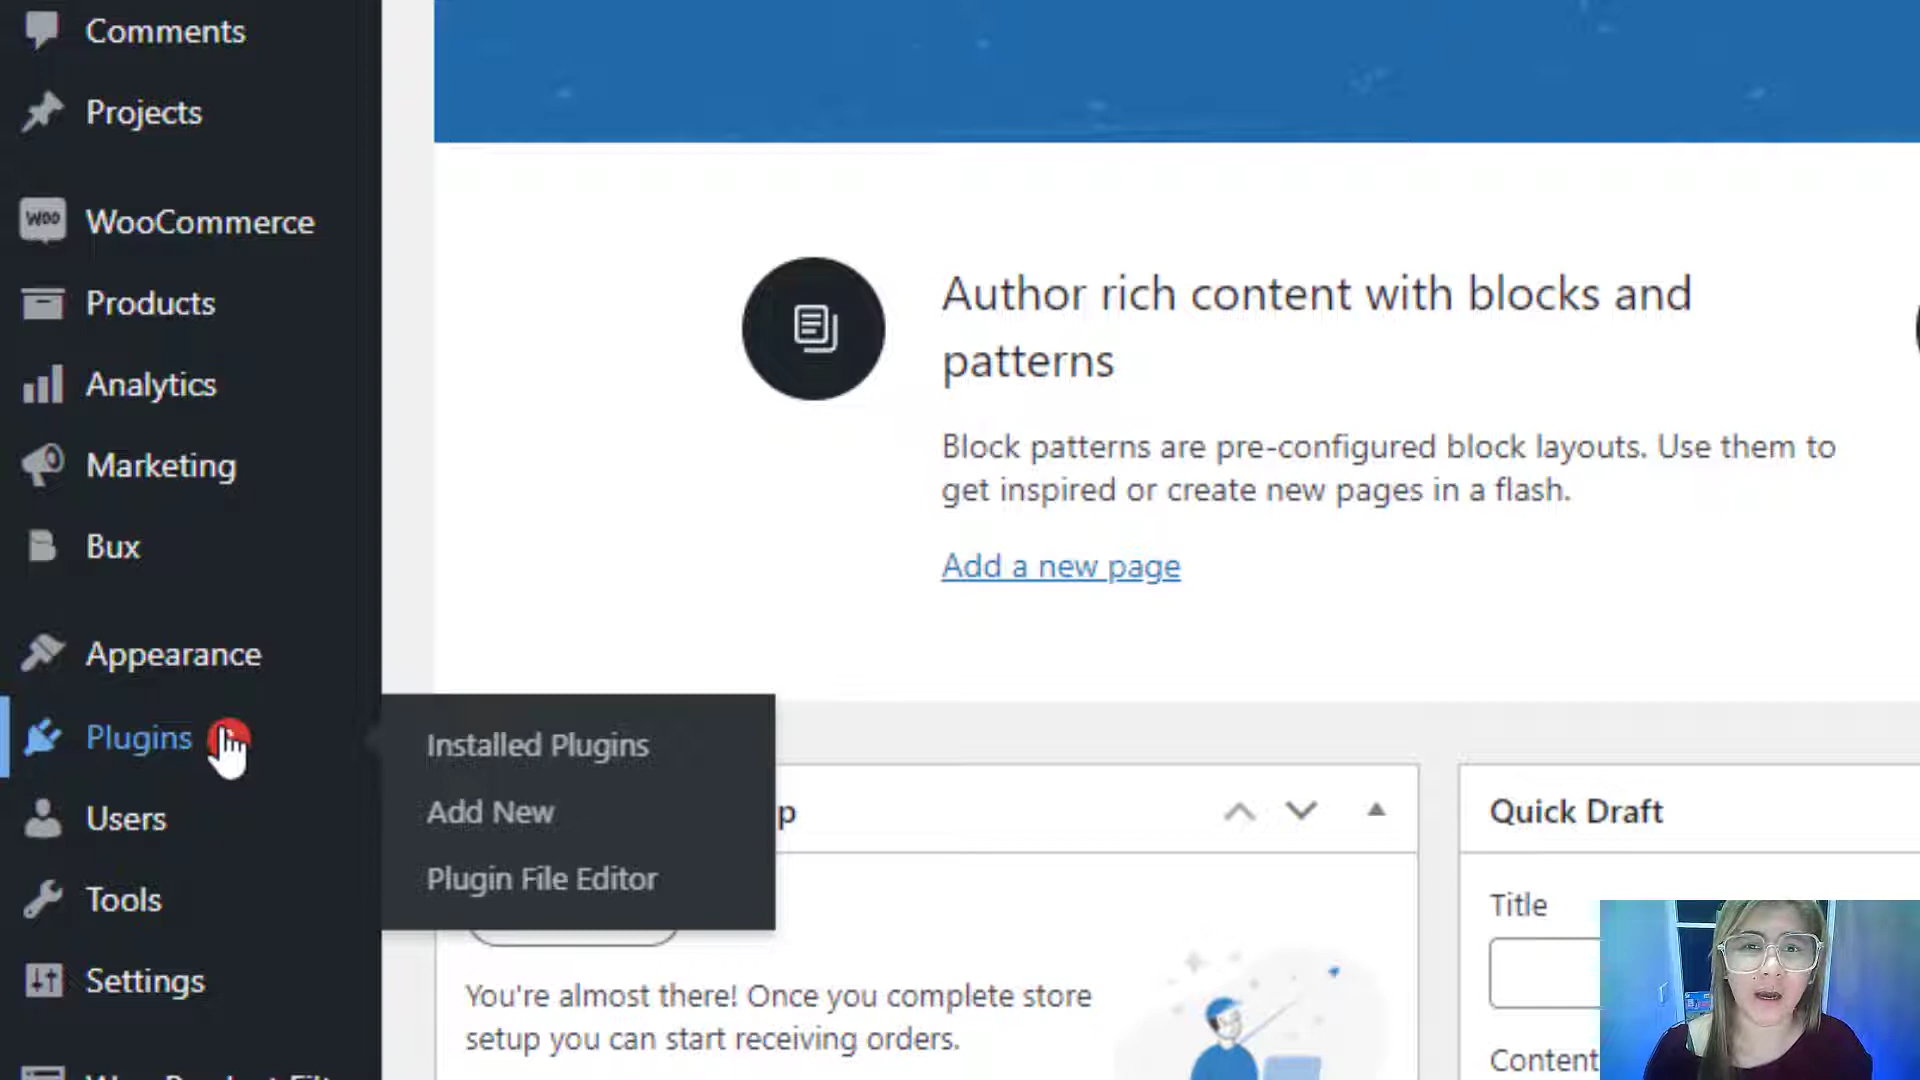 Comments
Projects
WOO
WooCommerce
Products
Analytics
Marketing
Bux
Appearance
Plugins
Users
Tools
Settings
Author rich content with blocks and
patterns
Block patterns are pre-configured block layouts. Use them to
get inspired or create new pages in a flash.
Add a new page
Installed Plugins
Add New
Plugin File Editor
p
You're almost there! Once you complete store
setup you can start receiving orders.
Quick Draft
Title
Content